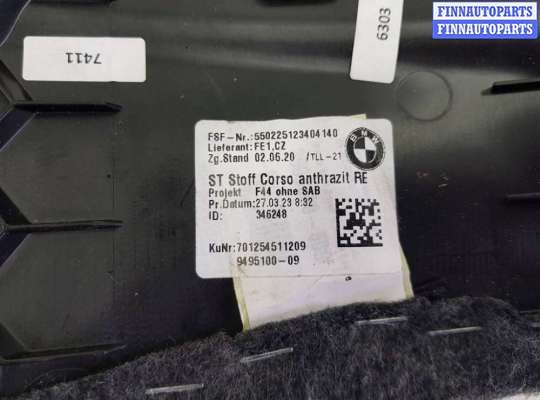 FINNAUTOPARTS
FINNAUTOPARTS
7411
6303
FSF-Nr.:550225123404140
Lieferant:FE1,CZ
Zg.Stand 02.06.20 /TLL-21
BMW
ST Stoff Corso anthrazit RE
Projekt F44 ohne SAB
Pr.Datum:27.03.23 8:32
ID: 346248
KuNr:701254511209
9495100-09